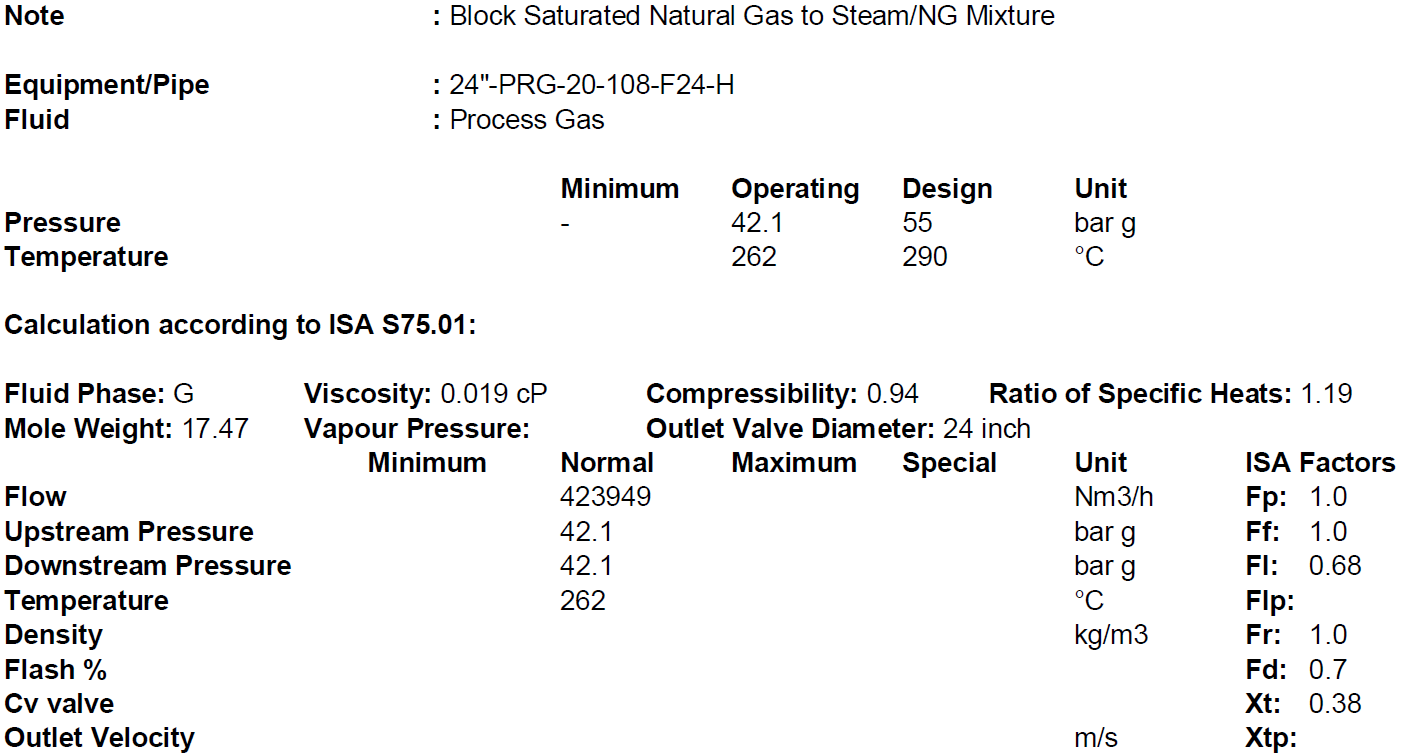 Note : Block Saturated Natural Gas to Steam/NG Mixture
Equipment/Pipe : 24"-PRG-20-108-F24-H
Fluid : Process Gas
Minimum Operating Design Unit
Pressure - 42.1 55 bar g
Temperature 262 290 °C
Calculation according to ISA S75.01:
Fluid Phase: G Viscosity: 0.019 cP Compressibility: 0.94 Ratio of Specific Heats: 1.19
Mole Weight: 17.47 Vapour Pressure: Outlet Valve Diameter: 24 inch
Minimum Normal Maximum Special Unit ISA Factors
Flow 423949 Nm3/h Fp: 1.0
Upstream Pressure 42.1 bar g Ff: 1.0
Downstream Pressure 42.1 bar g Fl: 0.68
Temperature 262 °C Flp:
Density kg/m3 Fr: 1.0
Flash % Fd: 0.7
Cv valve Xt: 0.38
Outlet Velocity m/s Xtp: